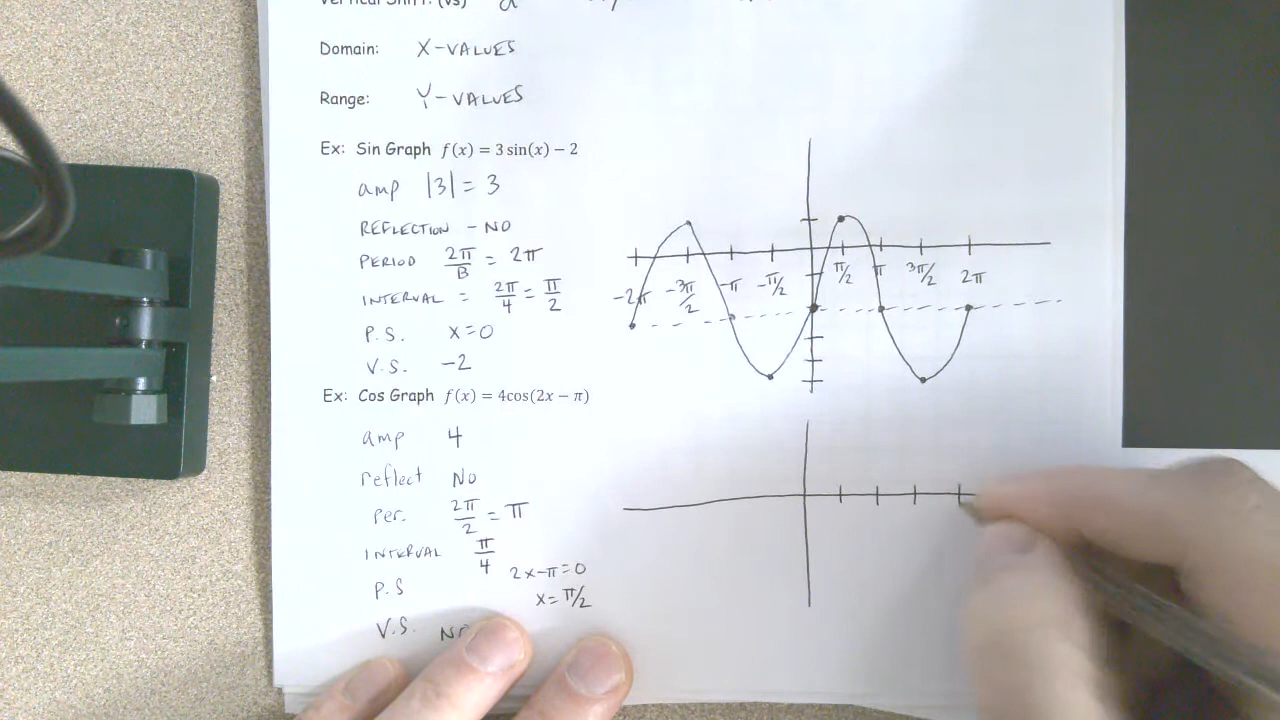 Domain: X-VALUES
Range: Y-VALUES
Ex: Sin Graph f(x) = 3 sin(x) − 2
amp |3| = 3
REFLECTION - NO
PERIOD 2π/B = 2π
INTERVAL = 2π/4 = π/2
P.S. x=0
V.S. -2
-2π -3π/2 -π -π/2 π/2 π 3π/2 2π
Ex: Cos Graph f(x) = 4cos(2x − π)
amp 4
reflect No
Per. 2π/2 = π
INTERVAL π/4
P.S 2x-π=0
x=π/2
V.S.